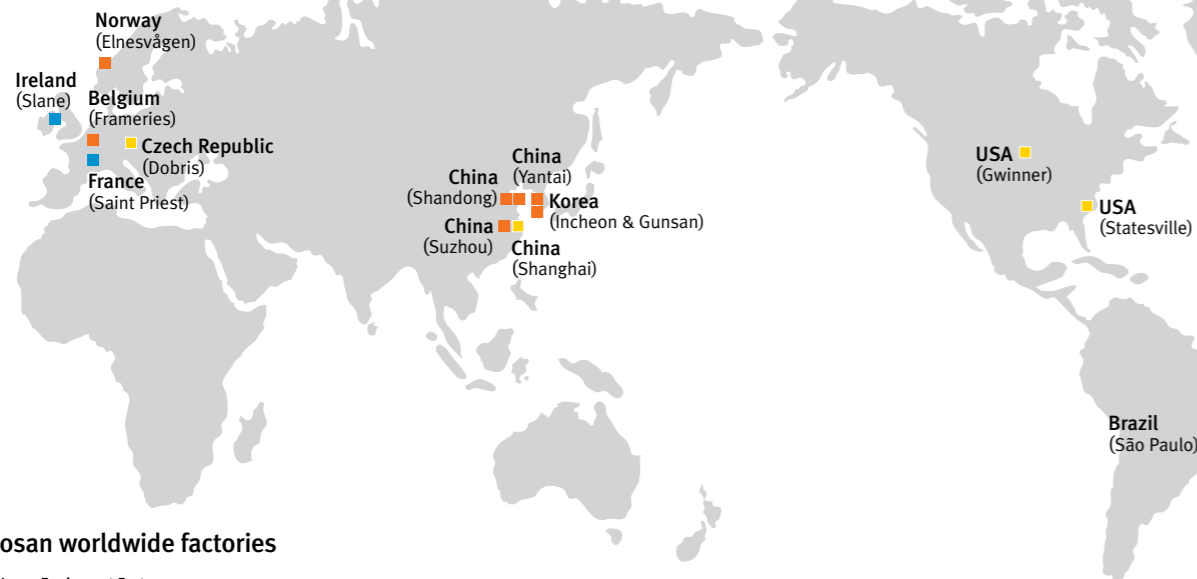 Norway
(Elnesvågen)
Ireland
(Slane)
Belgium
(Frameries)
Czech Republic
(Dobris)
France
(Saint Priest)
China
(Yantai)
China
(Shandong)
Korea
(Incheon & Gunsan)
China
(Suzhou)
China
(Shanghai)
USA
(Gwinner)
USA
(Statesville)
Brazil
(São Paulo)
osan worldwide factories